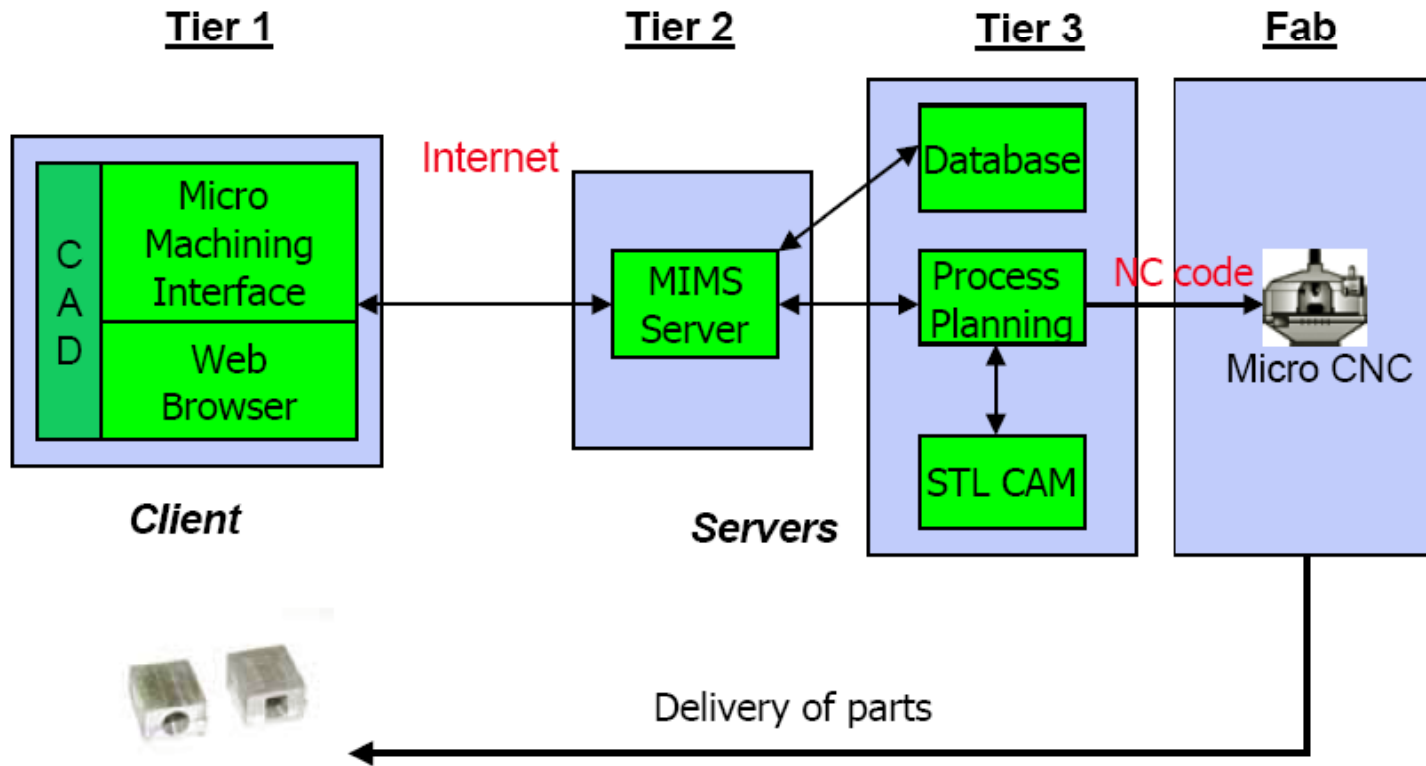 Tier 1
Tier 2
Tier 3
Fab
Internet
C
A
D
Micro
Machining
Interface
Web
Browser
MIMS
Server
Database
Process
Planning
STL CAM
NC code
Micro CNC
Client
Servers
Delivery of parts